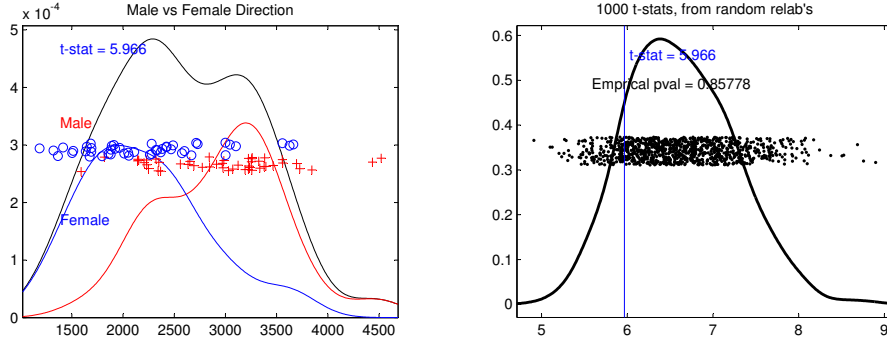 Male vs Female Direction
x 10
-4
5
4
3
2
1
0
t-stat = 5.966
Male
Female
1500 2000 2500 3000 3500 4000 4500
1000 t-stats, from random relab's
0.6
0.5
0.4
0.3
0.2
0.1
0
t-stat = 5.966
Emprical pval = 0.85778
5 6 7 8 9